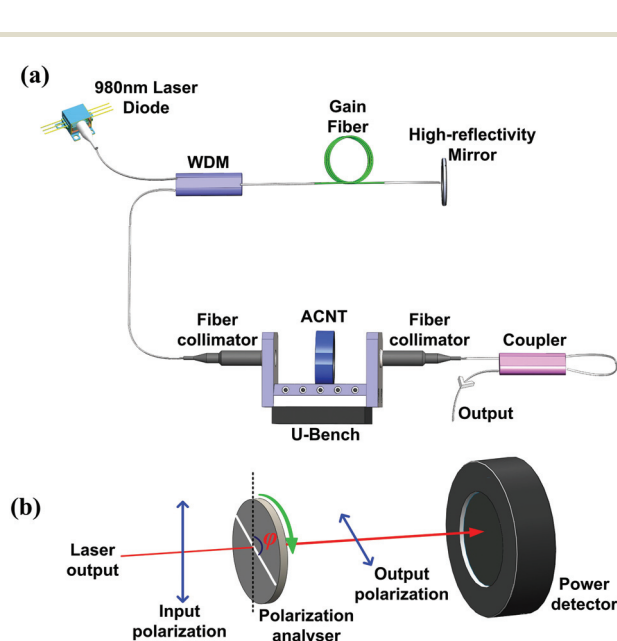 (a)
980nm Laser
Diode
WDM
Gain
Fiber
High-reflectivity
Mirror
Fiber
collimator
ACNT
Fiber
collimator
Coupler
Output
U-Bench
(b)
Laser
output
φ
Input
polarization
Polarization
analyser
Output
polarization
Power
detector